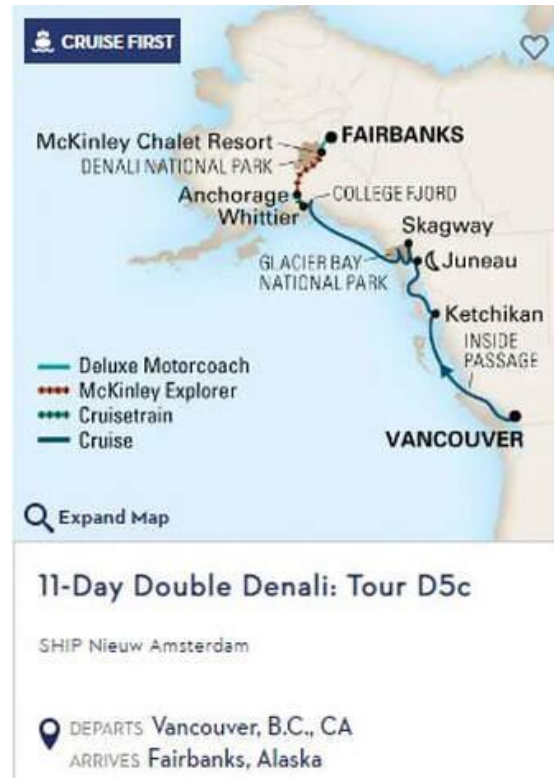 CRUISE FIRST
McKinley Chalet Resort
FAIRBANKS
DENALI NATIONAL PARK
Anchorage
COLLEGE FJORD
Whittier
Skagway
GLACIER BAY
NATIONAL PARK
Juneau
Ketchikan
INSIDE
PASSAGE
Deluxe Motorcoach
McKinley Explorer
Cruisetrain
Cruise
VANCOUVER
Expand Map
11-Day Double Denali: Tour D5c
SHIP Nieuw Amsterdam
DEPARTS Vancouver, B.C., CA
ARRIVES Fairbanks, Alaska